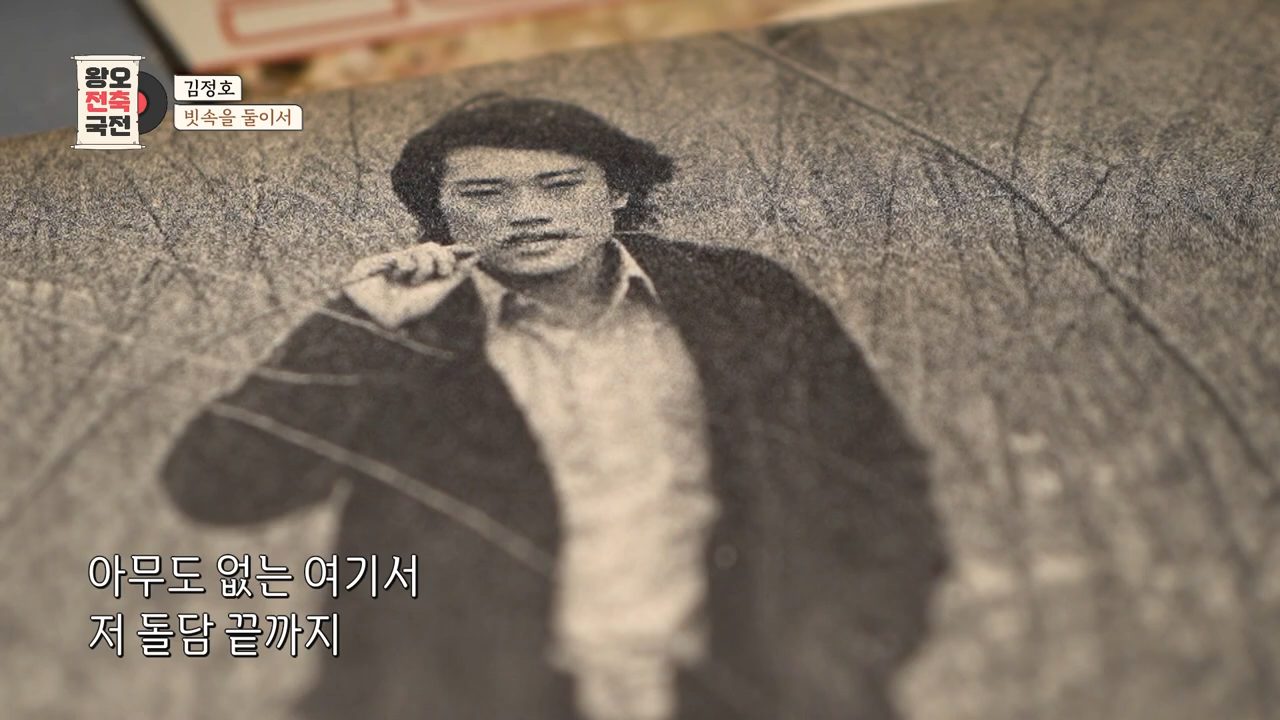 왕오
전축
국전
김정호
빗속을 둘이서
아무도 없는 여기서
저 돌담 끝까지